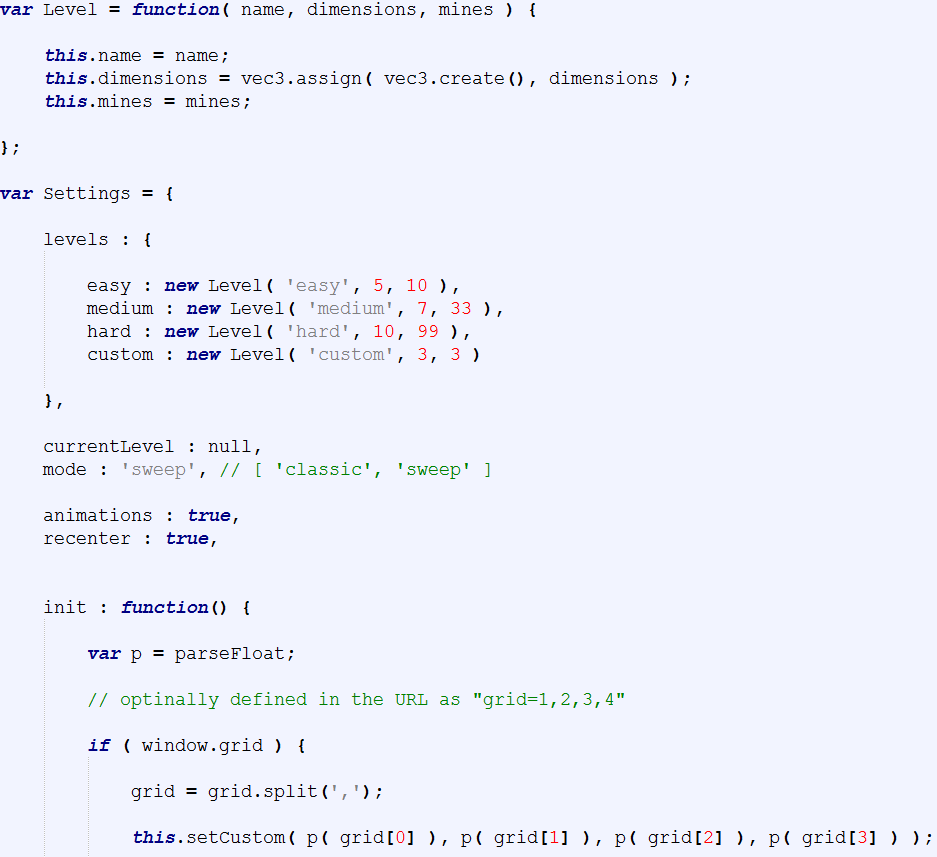 var Level = function( name, dimensions, mines ) {
this.name = name;
this.dimensions = vec3.assign( vec3.create(), dimensions );
this.mines = mines;
};
var Settings = {
levels : {
easy : new Level( 'easy', 5, 10 ),
medium : new Level( 'medium', 7, 33 ),
hard : new Level( 'hard', 10, 99 ),
custom : new Level( 'custom', 3, 3 )
},
currentLevel : null,
mode : 'sweep', // [ 'classic', 'sweep' ]
animations : true,
recenter : true,
init : function() {
var p = parseFloat;
// optinally defined in the URL as "grid=1,2,3,4"
if ( window.grid ) {
grid = grid.split(',');
this.setCustom( p( grid[0] ), p( grid[1] ), p( grid[2] ), p( grid[3] ) );